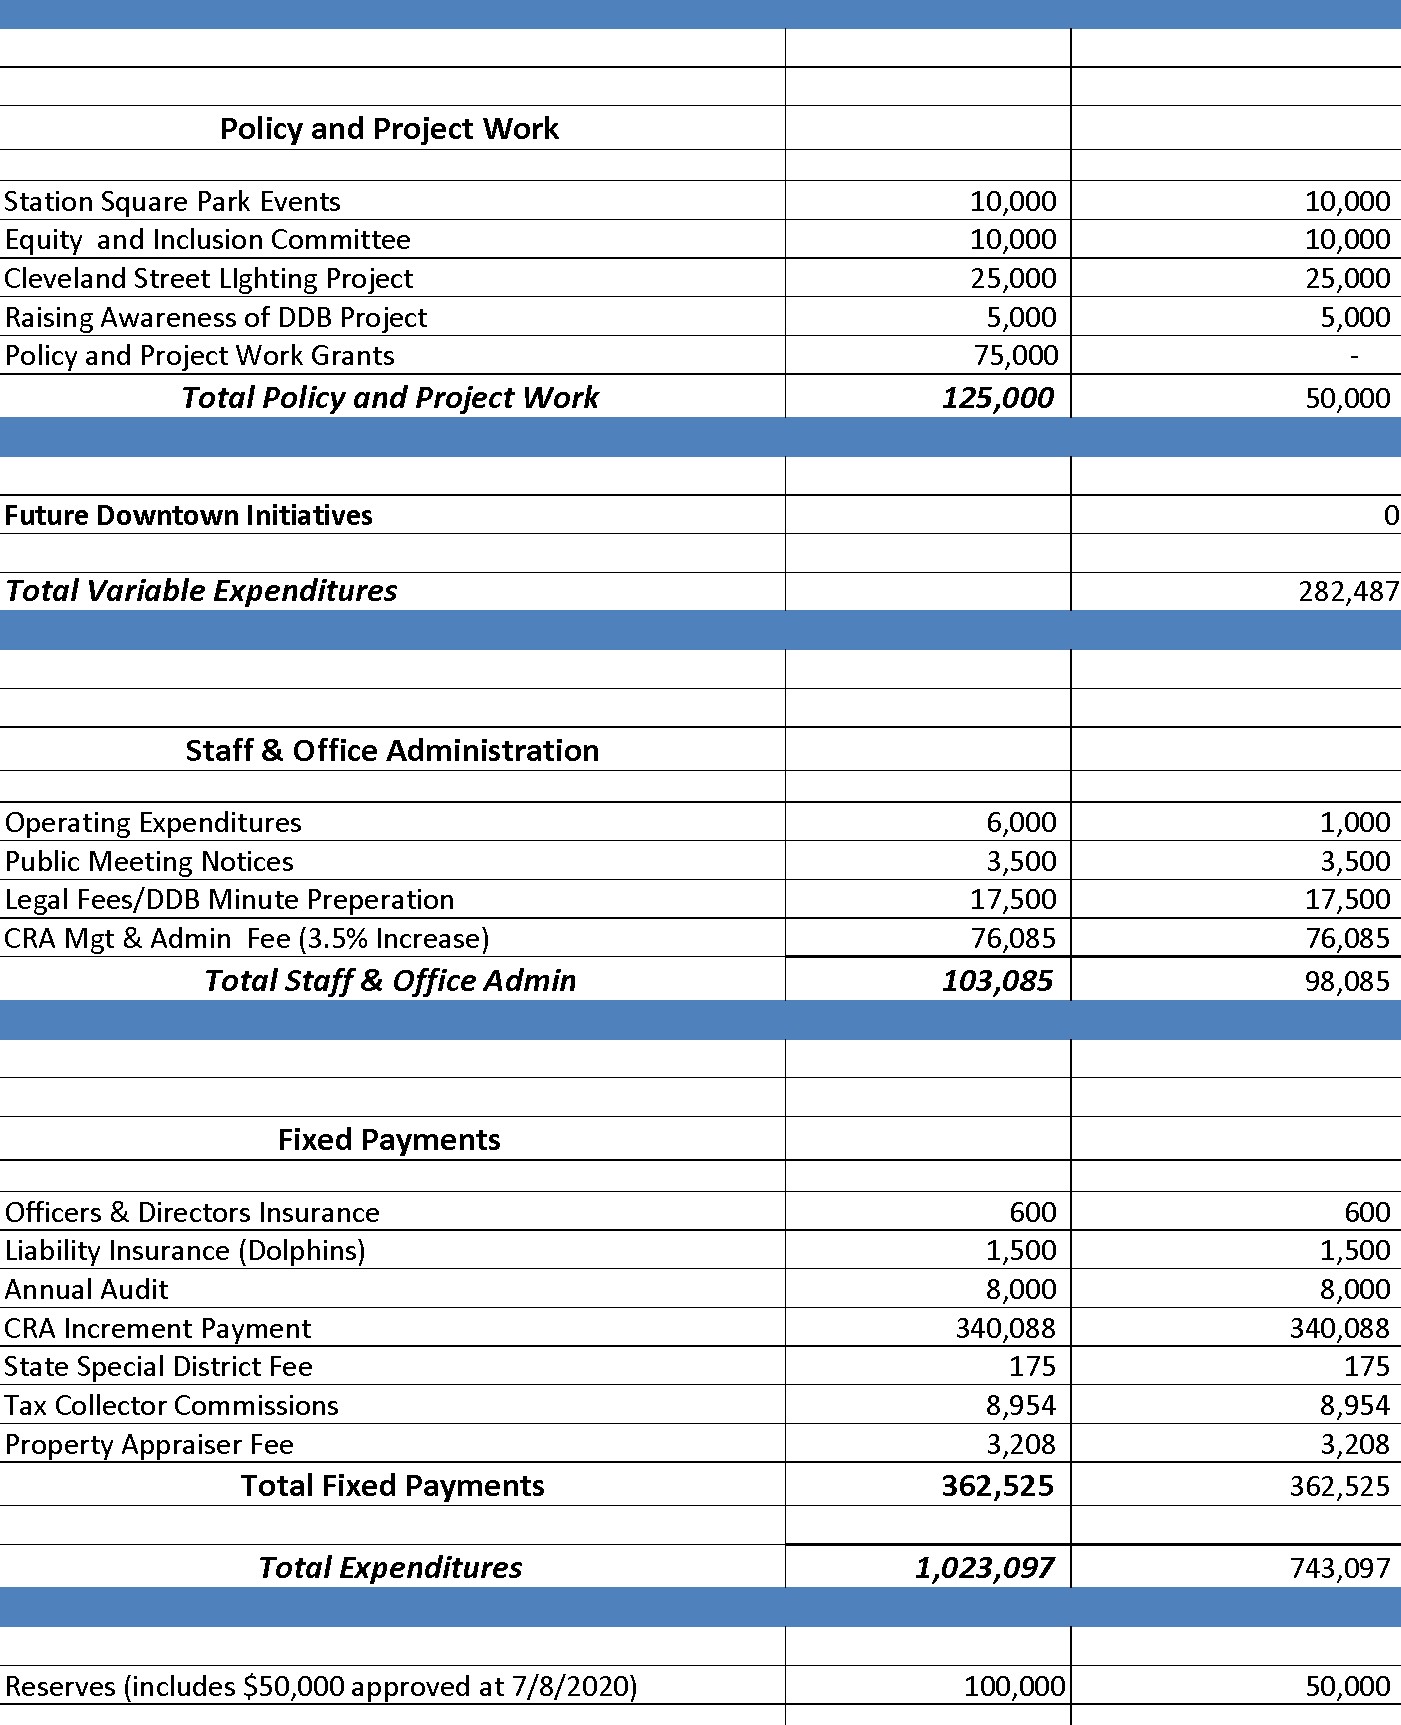 Policy and Project Work
Station Square Park Events 10,000 10,000
Equity and Inclusion Committee 10,000 10,000
Cleveland Street LIghting Project 25,000 25,000
Raising Awareness of DDB Project 5,000 5,000
Policy and Project Work Grants 75,000 -
Total Policy and Project Work 125,000 50,000
Future Downtown Initiatives 0
Total Variable Expenditures 282,487
Staff & Office Administration
Operating Expenditures 6,000 1,000
Public Meeting Notices 3,500 3,500
Legal Fees/DDB Minute Preperation 17,500 17,500
CRA Mgt & Admin Fee (3.5% Increase) 76,085 76,085
Total Staff & Office Admin 103,085 98,085
Fixed Payments
Officers & Directors Insurance 600 600
Liability Insurance (Dolphins) 1,500 1,500
Annual Audit 8,000 8,000
CRA Increment Payment 340,088 340,088
State Special District Fee 175 175
Tax Collector Commissions 8,954 8,954
Property Appraiser Fee 3,208 3,208
Total Fixed Payments 362,525 362,525
Total Expenditures 1,023,097 743,097
Reserves (includes $50,000 approved at 7/8/2020) 100,000 50,000